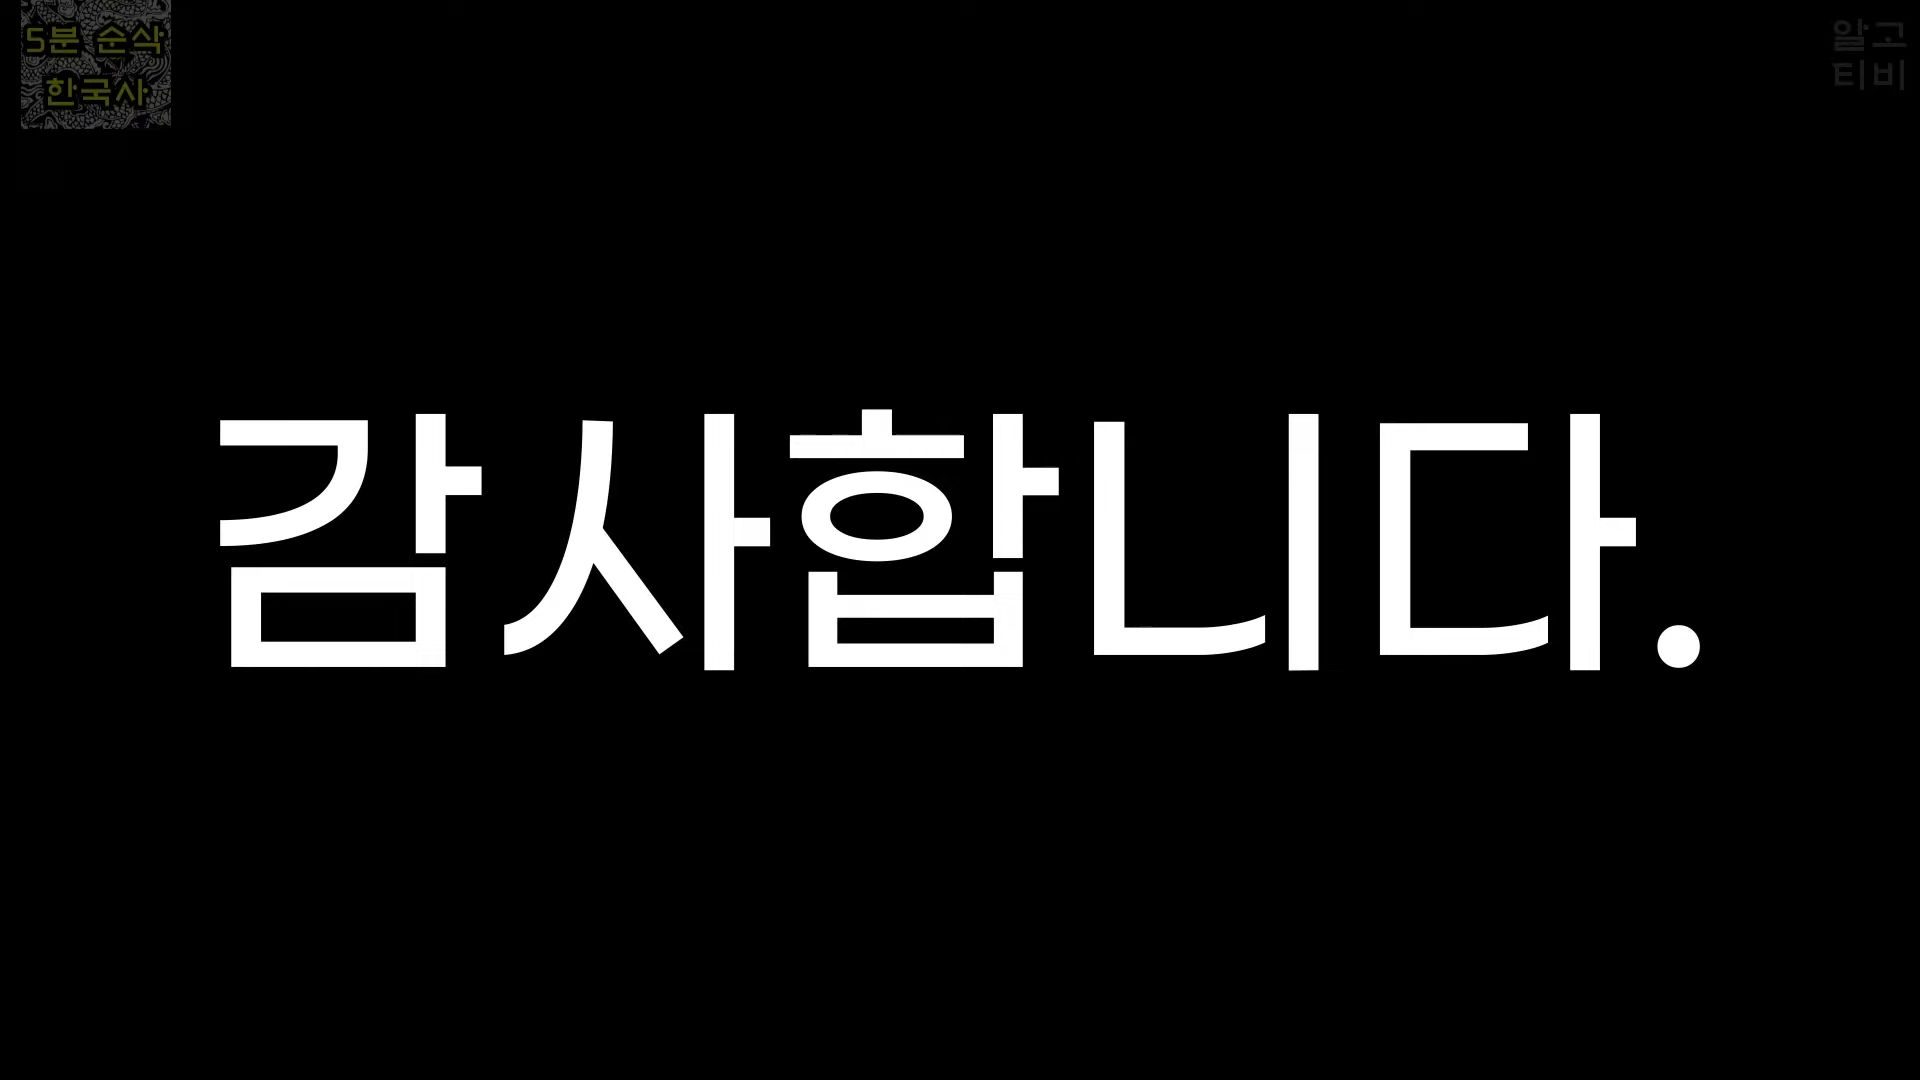 5분 순삭
한국사
알고
티비
감사합니다.